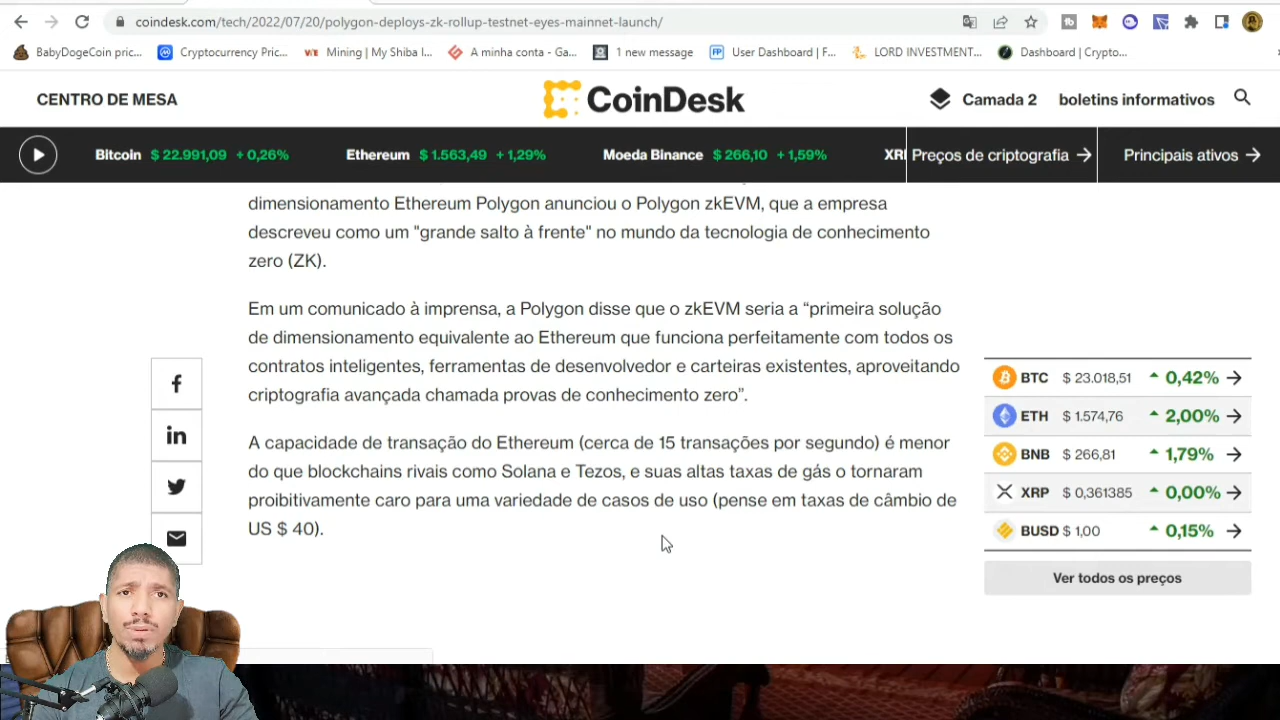 coindesk.com/tech/2022/07/20/polygon-deploys-zk-rollup-testnet-eyes-mainnet-launch/
BabyDogeCoin pric... Cryptocurrency Pric... Mining | My Shiba I... A minha conta - Ga... 1 new message User Dashboard | F... LORD INVESTMENT... Dashboard | Crypto...
CENTRO DE MESA CoinDesk Camada 2 boletins informativos
Bitcoin $ 22.991,09 + 0,26% Ethereum $ 1.563,49 + 1,29% Moeda Binance $ 266,10 + 1,59% Preços de criptografia → Principais ativos →
dimensionamento Ethereum Polygon anunciou o Polygon zkEVM, que a empresa
descreveu como um "grande salto à frente" no mundo da tecnologia de conhecimento
zero (ZK).
Em um comunicado à imprensa, a Polygon disse que o zkEVM seria a “primeira solução
de dimensionamento equivalente ao Ethereum que funciona perfeitamente com todos os
contratos inteligentes, ferramentas de desenvolvedor e carteiras existentes, aproveitando
criptografia avançada chamada provas de conhecimento zero”.
A capacidade de transação do Ethereum (cerca de 15 transações por segundo) é menor
do que blockchains rivais como Solana e Tezos, e suas altas taxas de gás o tornaram
proibitivamente caro para uma variedade de casos de uso (pense em taxas de câmbio de
US $ 40).
BTC $ 23.018,51 0,42% →
ETH $ 1.574,76 2,00% →
BNB $ 266,81 1,79% →
XRP $ 0,361385 0,00% →
BUSD $ 1,00 0,15% →
Ver todos os preços